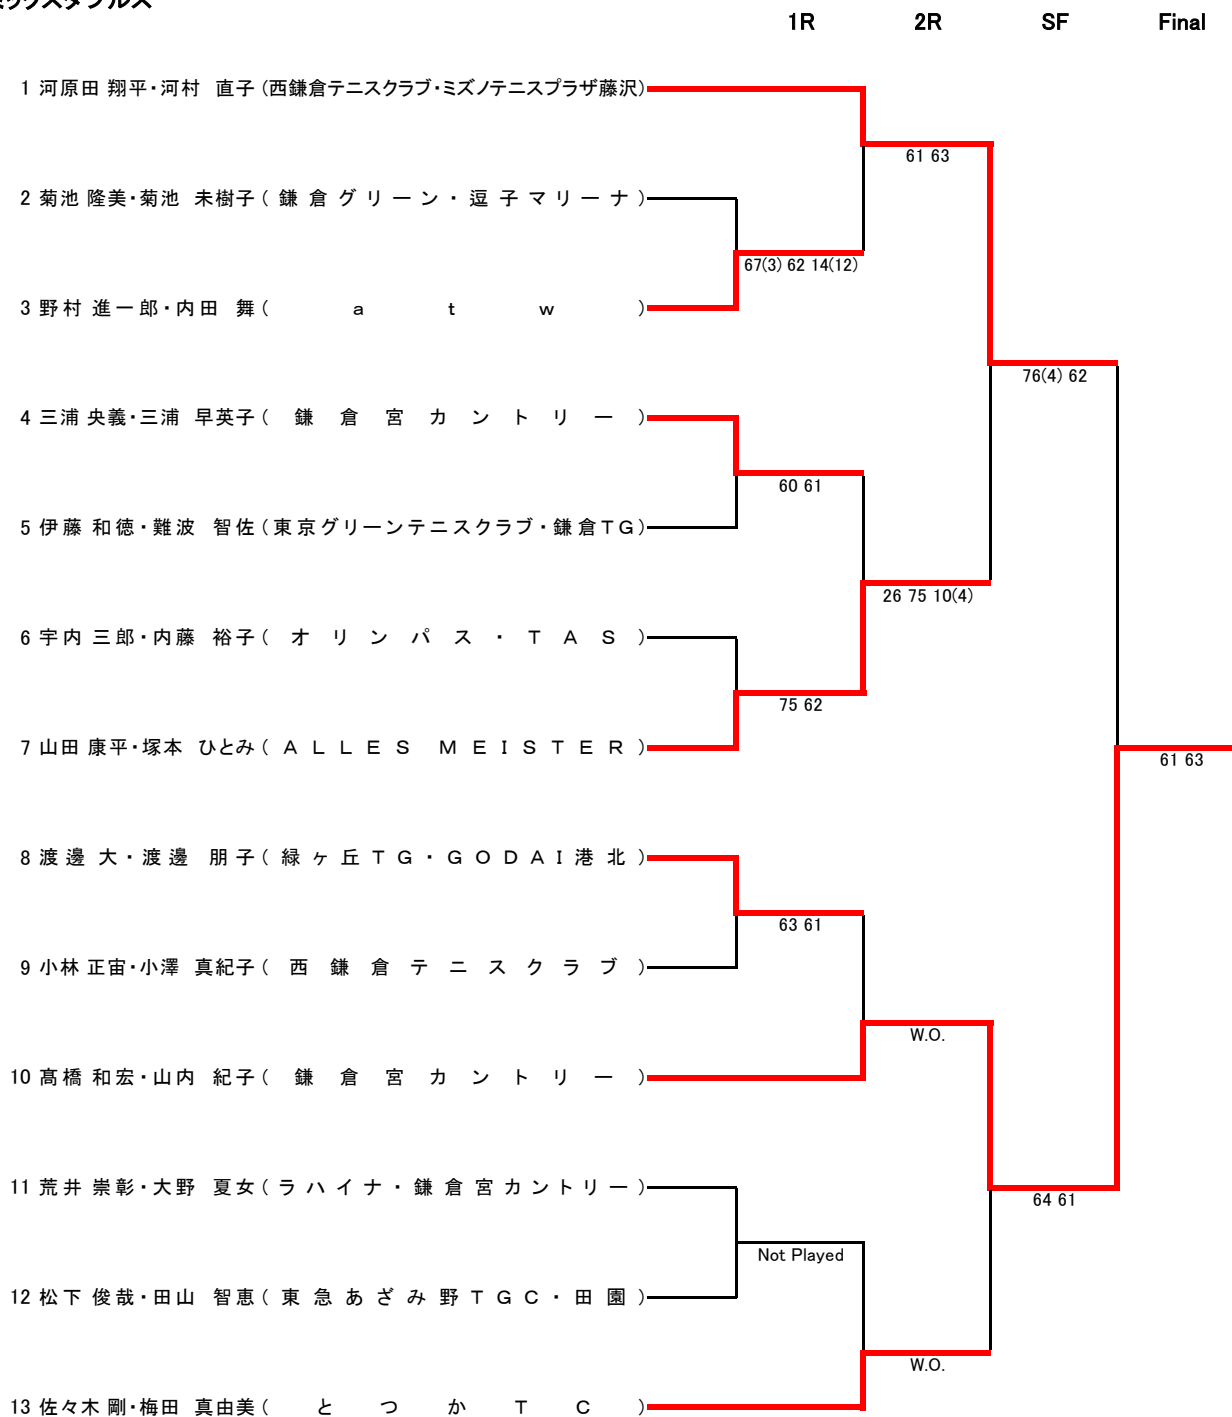 ミックスダブルス
1R 2R SF Final
1 河原田 翔平・河村 直子 (西鎌倉テニスクラブ・ミズノテニスプラザ藤沢)
61 63
2 菊池 隆美・菊池 未樹子 (鎌倉グリーン・逗子マリーナ)
67(3) 62 14(12)
3 野村 進一郎・内田 舞 (atw)
76(4) 62
4 三浦 央義・三浦 早英子 (鎌倉宮カントリー)
60 61
5 伊藤 和徳・難波 智佐 (東京グリーンテニスクラブ・鎌倉TG)
26 75 10(4)
6 宇内 三郎・内藤 裕子 (オリンパス・TAS)
75 62
7 山田 康平・塚本 ひとみ (ALLES MEISTER)
61 63
8 渡邊 大・渡邊 朋子 (緑ヶ丘TG・GODAI港北)
63 61
9 小林 正宙・小澤 真紀子 (西鎌倉テニスクラブ)
W.O.
10 髙橋 和宏・山内 紀子 (鎌倉宮カントリー)
11 荒井 崇彰・大野 夏女 (ラハイナ・鎌倉宮カントリー)
64 61
Not Played
12 松下 俊哉・田山 智恵 (東急あざみ野TGC・田園)
W.O.
13 佐々木 剛・梅田 真由美 (とつかTC)